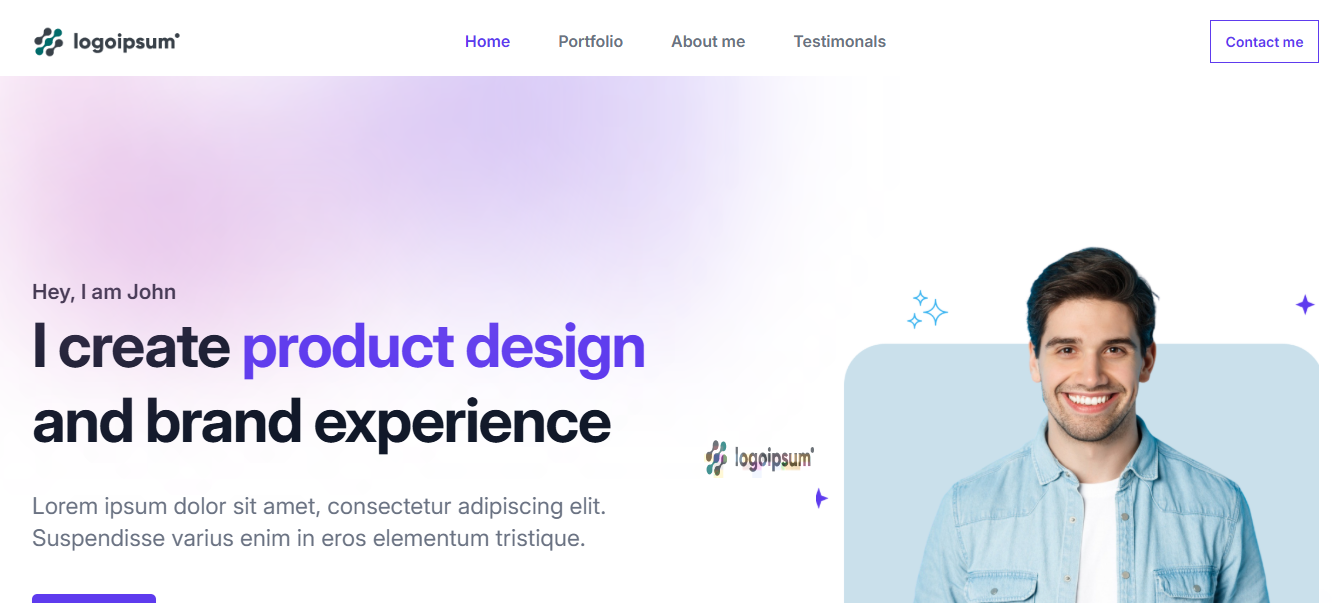 logoipsum
Home
Portfolio
About me
Testimonals
Contact me
Hey, I am John
I create product design
and brand experience
logoipsum
Lorem ipsum dolor sit amet, consectetur adipiscing elit.
Suspendisse varius enim in eros elementum tristique.